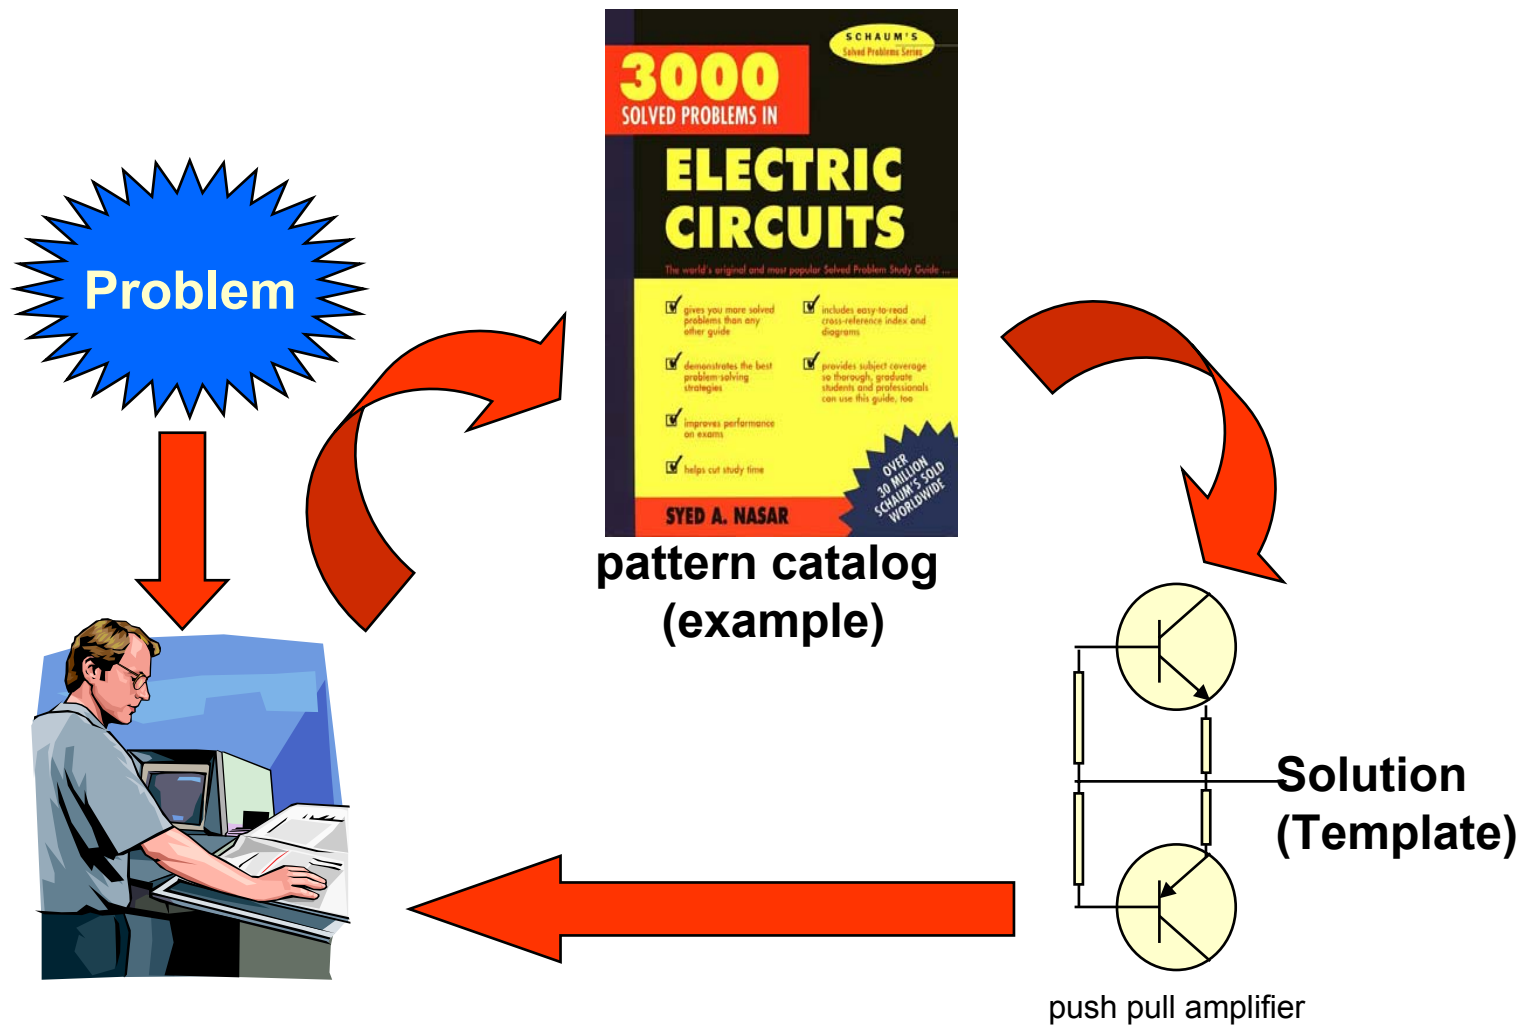 SCHAUM'S
Solved Problems Series
3000
SOLVED PROBLEMS IN
ELECTRIC
CIRCUITS
The world's original and most popular Solved Problem Study Guide ...
gives you more solved
problems than any
other guide
demonstrates the best
problem-solving
strategies
improves performance
on exams
helps cut study time
includes easy-to-read
cross-reference index and
diagrams
provides subject coverage
so thorough, graduate
students and professionals
can use this guide, too
OVER
30 MILLION
SCHAUM'S SOLD
WORLDWIDE
SYED A. NASAR
Problem
pattern catalog
(example)
Solution
(Template)
push pull amplifier